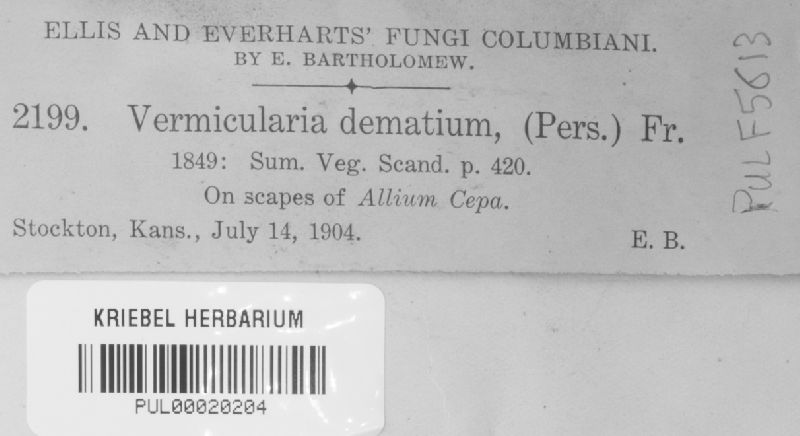 ELLIS AND EVERHARTS' FUNGI COLUMBIANI.
BY E. BARTHOLOMEW.
2199. Vermicularia dematium, (Pers.) Fr.
1849: Sum. Veg. Scand. p. 420.
On scapes of Allium Cepa.
Stockton, Kans., July 14, 1904. E. B.
PUL F5613
KRIEBEL HERBARIUM
PUL00020204